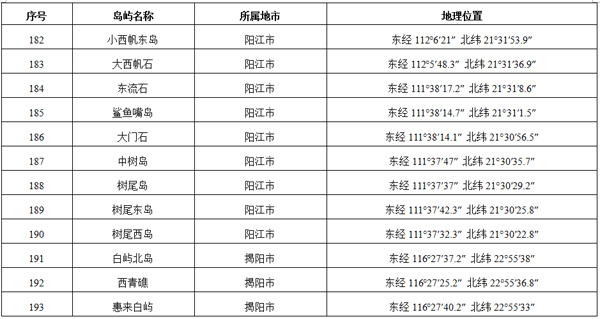 序号 岛屿名称 所属地市 地理位置
182 小西帆东岛 阳江市 东经 112°6′21″ 北纬 21°31′53.9″
183 大西帆石 阳江市 东经 112°5′48.3″ 北纬 21°31′36.9″
184 东流石 阳江市 东经 111°38′17.2″ 北纬 21°31′8.6″
185 鲨鱼嘴岛 阳江市 东经 111°38′14.7″ 北纬 21°31′1.5″
186 大门石 阳江市 东经 111°38′14.1″ 北纬 21°30′56.5″
187 中树岛 阳江市 东经 111°37′47″ 北纬 21°30′35.7″
188 树尾岛 阳江市 东经 111°37′37″ 北纬 21°30′29.2″
189 树尾东岛 阳江市 东经 111°37′42.3″ 北纬 21°30′25.8″
190 树尾西岛 阳江市 东经 111°37′32.3″ 北纬 21°30′22.8″
191 白屿北岛 揭阳市 东经 116°27′37.2″ 北纬 22°55′38″
192 西青礁 揭阳市 东经 116°27′25.2″ 北纬 22°55′36.8″
193 惠来白屿 揭阳市 东经 116°27′40.2″ 北纬 22°55′33″